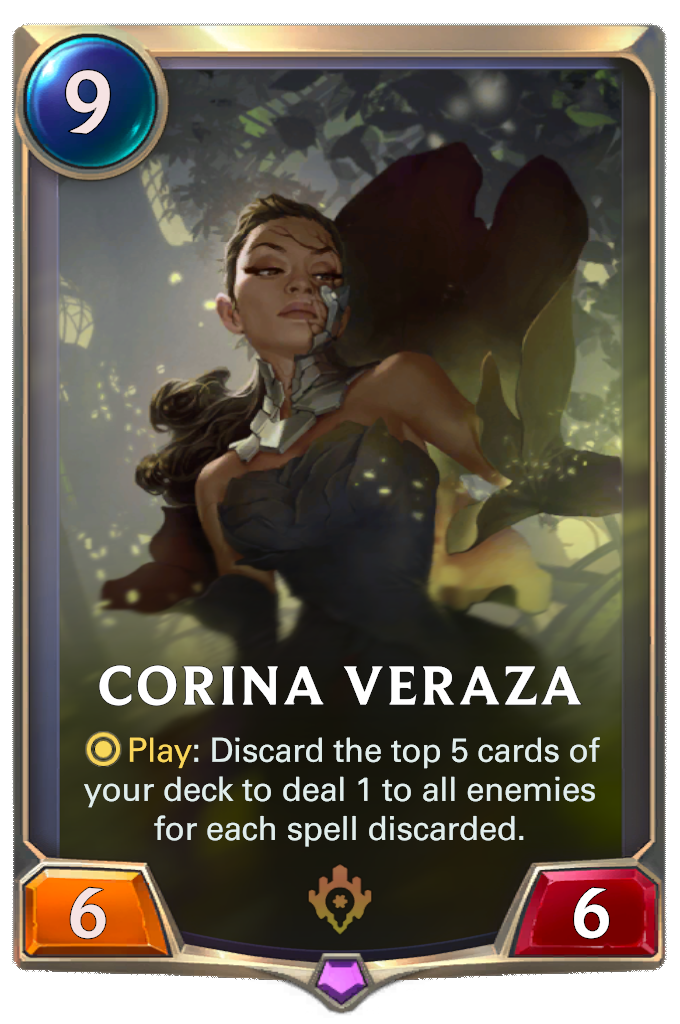 9
CORINA VERAZA
Play: Discard the top 5 cards of
your deck to deal 1 to all enemies
for each spell discarded.
6 6